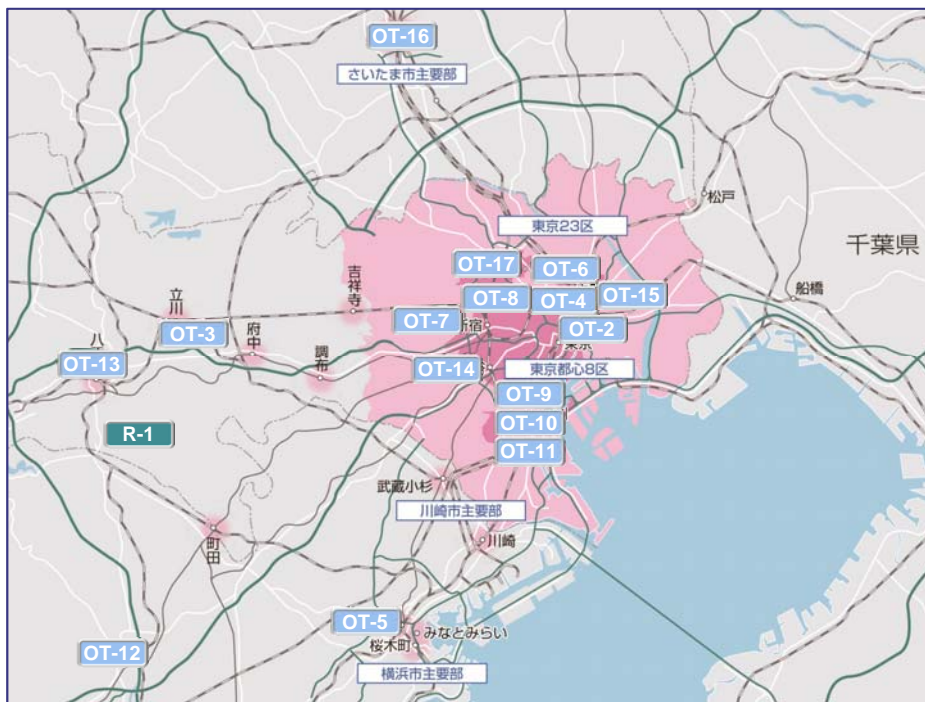 OT-16
さいたま市主要部
松戸
東京23区
千葉県
OT-17
OT-6
吉祥寺
立川
OT-8
OT-4
OT-15
船橋
OT-7
新宿
OT-2
東京
OT-3
府中
八
OT-13
調布
OT-14
東京都心8区
OT-9
OT-10
R-1
OT-11
武蔵小杉
川崎市主要部
町田
川崎
OT-5
みなとみらい
桜木町
OT-12
横浜市主要部